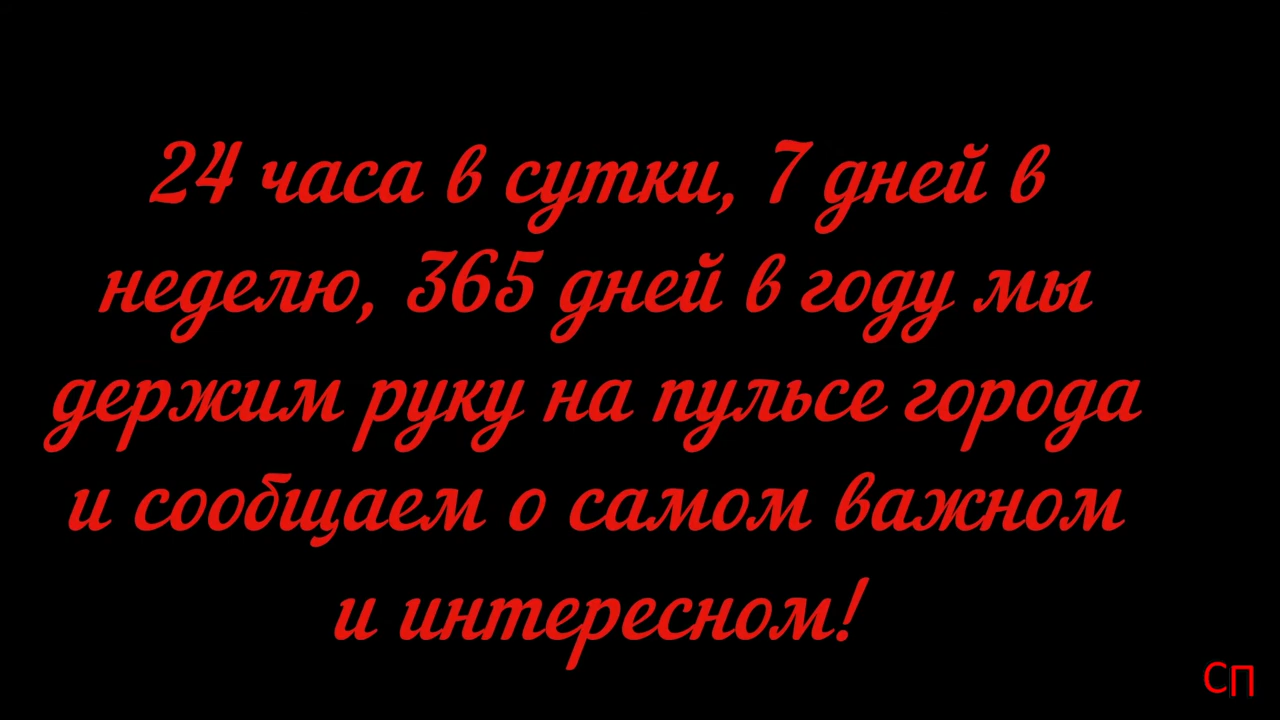 24 часа в сутки, 7 дней в
неделю, 365 дней в году мы
держим руку на пульсе города
и сообщаем о самом важном
и интересном!
СП